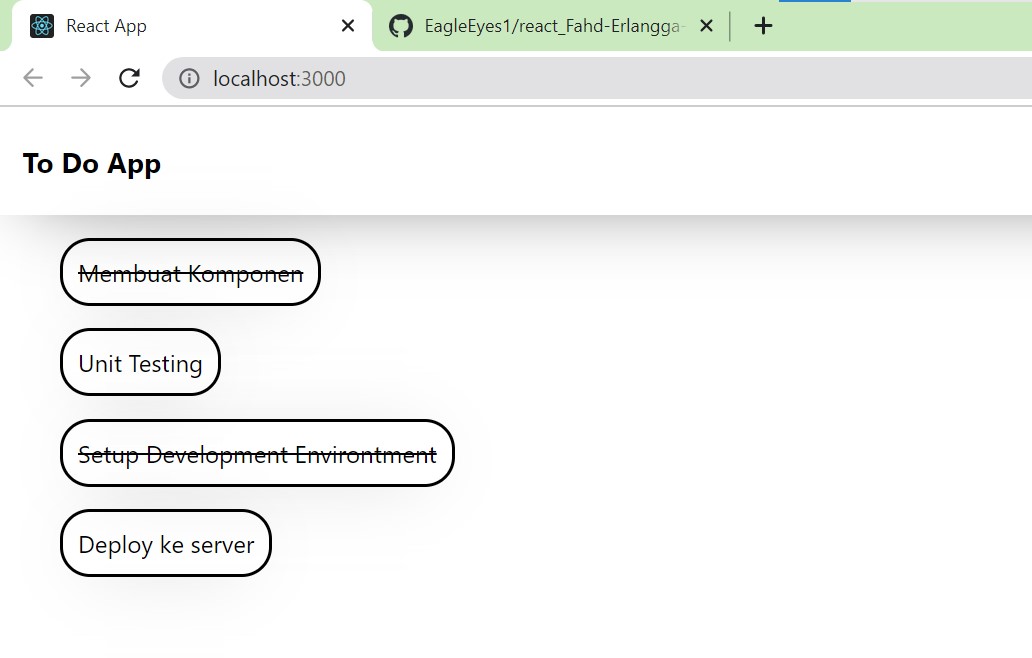 React App
EagleEyes1/react_Fahd-Erlangga-
localhost:3000
To Do App
Membuat Komponen
Unit Testing
Setup Development Environtment
Deploy ke server